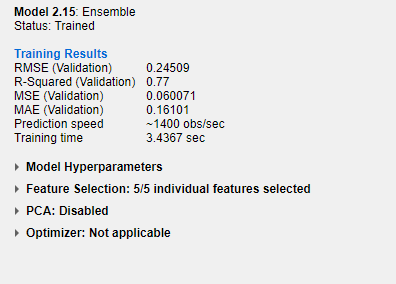 Model 2.15: Ensemble
Status: Trained
Training Results
RMSE (Validation) 0.24509
R-Squared (Validation) 0.77
MSE (Validation) 0.060071
MAE (Validation) 0.16101
Prediction speed ~1400 obs/sec
Training time 3.4367 sec
Model Hyperparameters
Feature Selection: 5/5 individual features selected
PCA: Disabled
Optimizer: Not applicable